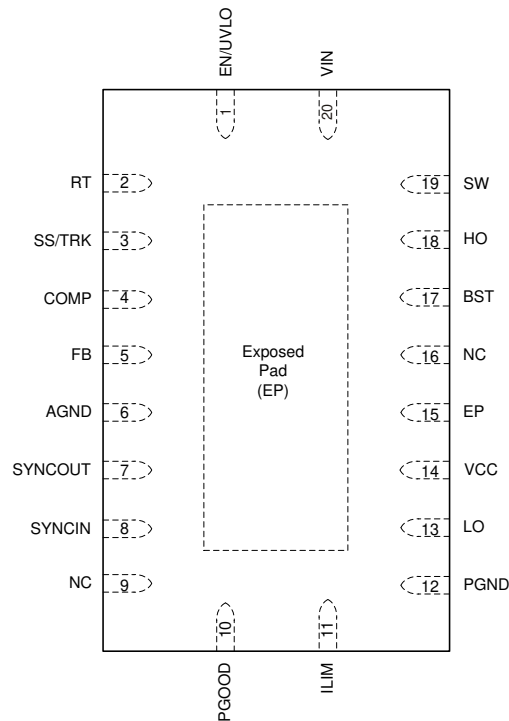 EN/UVLO
VIN
1
20
RT 2
19 SW
SS/TRK 3
18 HO
COMP 4
17 BST
FB 5
16 NC
Exposed
Pad
(EP)
AGND 6
15 EP
SYNCOUT 7
14 VCC
SYNCIN 8
13 LO
NC 9
12 PGND
10
11
PGOOD
ILIM